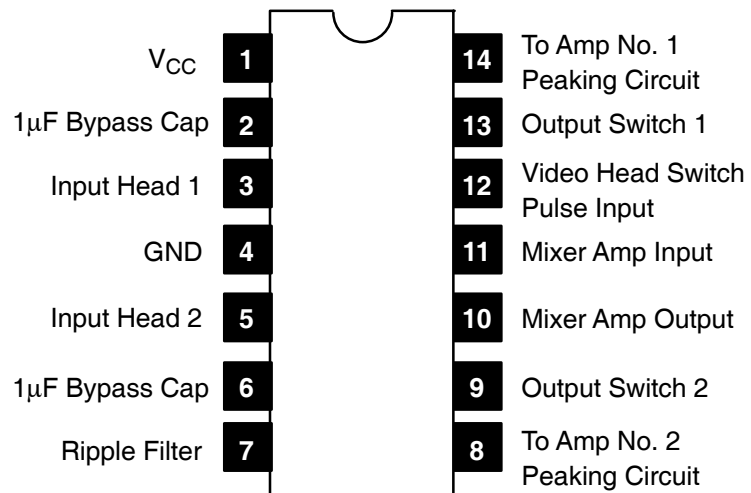 V_CC 1
1μF Bypass Cap 2
Input Head 1 3
GND 4
Input Head 2 5
1μF Bypass Cap 6
Ripple Filter 7
14 To Amp No. 1
Peaking Circuit
13 Output Switch 1
12 Video Head Switch
Pulse Input
11 Mixer Amp Input
10 Mixer Amp Output
9 Output Switch 2
8 To Amp No. 2
Peaking Circuit